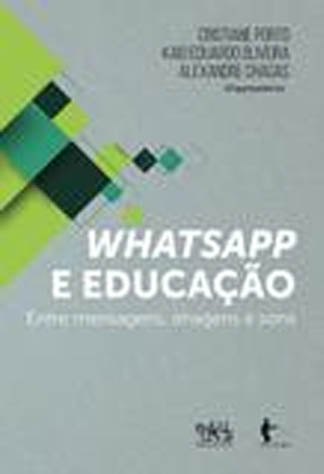 CRISTIANE PORTO
KAIO EDUARDO OLIVEIRA
ALEXANDRE CHAGAS
WHATSAPP
E EDUCAÇÃO
Entre mensagens, imagens e sons